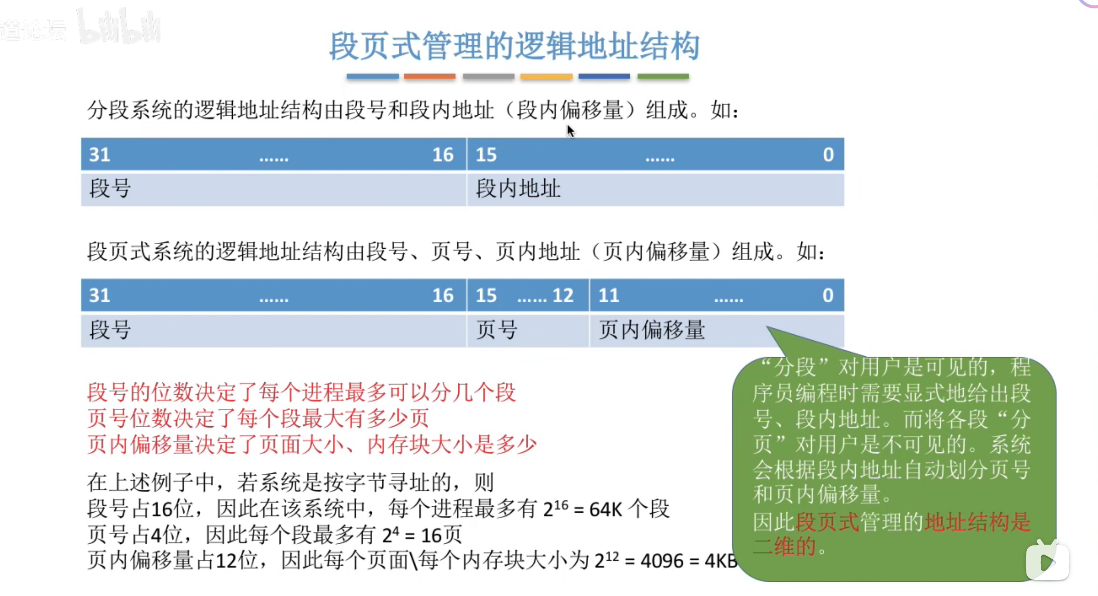 bilibili
段页式管理的逻辑地址结构
分段系统的逻辑地址结构由段号和段内地址（段内偏移量）组成。如：
31 …… 16 15 …… 0
段号 段内地址
段页式系统的逻辑地址结构由段号、页号、页内地址（页内偏移量）组成。如：
31 …… 16 15 …… 12 11 …… 0
段号 页号 页内偏移量
段号的位数决定了每个进程最多可以分几个段
页号位数决定了每个段最大有多少页
页内偏移量决定了页面大小、内存块大小是多少
在上述例子中，若系统是按字节寻址的，则
段号占16位，因此在该系统中，每个进程最多有 2¹⁶ = 64K 个段
页号占4位，因此每个段最多有 2⁴ = 16页
页内偏移量占12位，因此每个页面\每个内存块大小为 2¹² = 4096 = 4KB
“分段”对用户是可见的，程
序员编程时需要显式地给出段
号、段内地址。而将各段“分
页”对用户是不可见的。系统
会根据段内地址自动划分页号
和页内偏移量。
因此段页式管理的地址结构是
二维的。